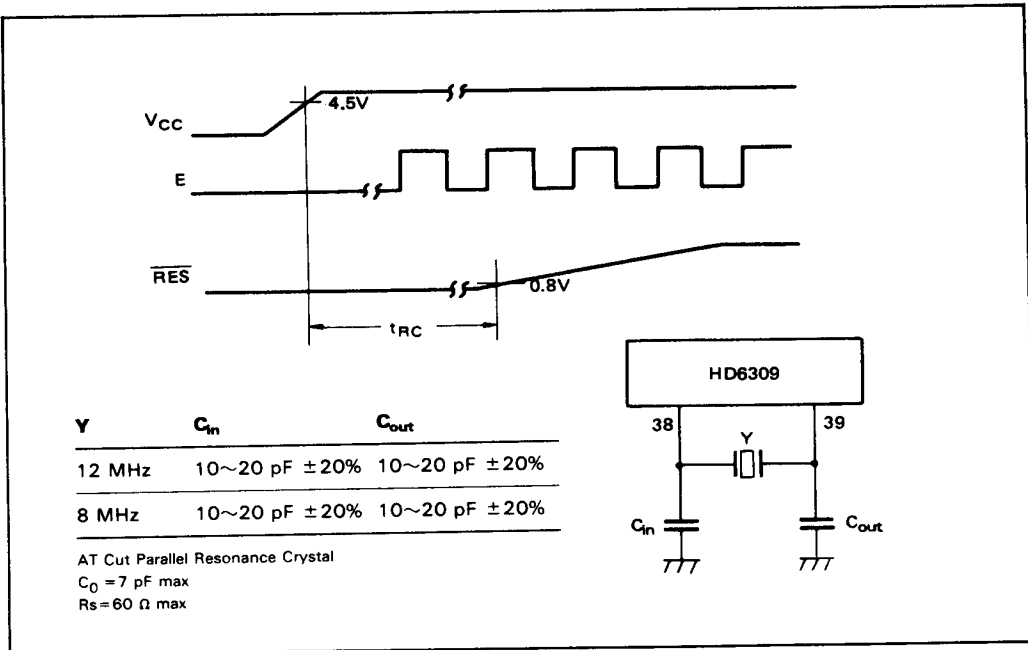 4.5V
VCC
E
RES
0.8V
tRC
HD6309
38 39
Y
Cin Cout
Y Cin Cout
12 MHz 10~20 pF ±20% 10~20 pF ±20%
8 MHz 10~20 pF ±20% 10~20 pF ±20%
AT Cut Parallel Resonance Crystal
C0 = 7 pF max
Rs=60 Ω max